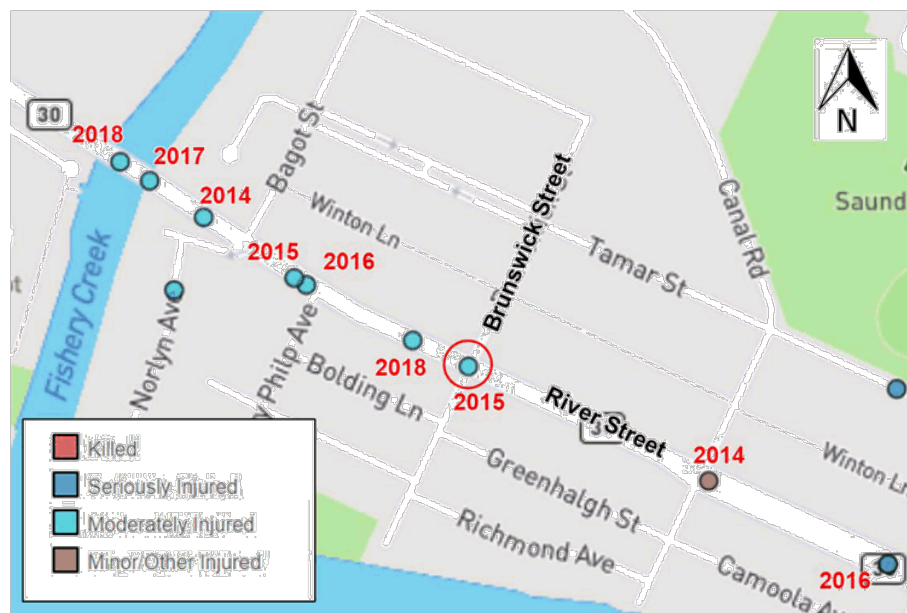 30
2018
2017
2014
Bagot St
Brunswick Street
N
Canal Rd
Saund
Winton Ln
Tamar St
2015
2016
Fishery Creek
Norlyn Ave
Philp Ave
2018
Bolding Ln
2015
River Street
2014
Winton Ln
Greenhalgh St
Richmond Ave
Camoola Av
2016
Killed
Seriously Injured
Moderately Injured
Minor/Other Injured